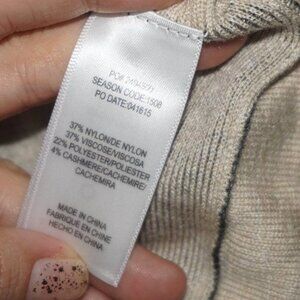 SEASON CODE:1508
PO DATE:041615
37% NYLON/DE NYLON
37% VISCOSE/VISCOSA
22% POLYESTER/POLIESTER
4% CASHMERE/CACHEMIRE/
CACHEMIRA
MADE IN CHINA
FABRIQUE EN CHINE
HECHO EN CHINA